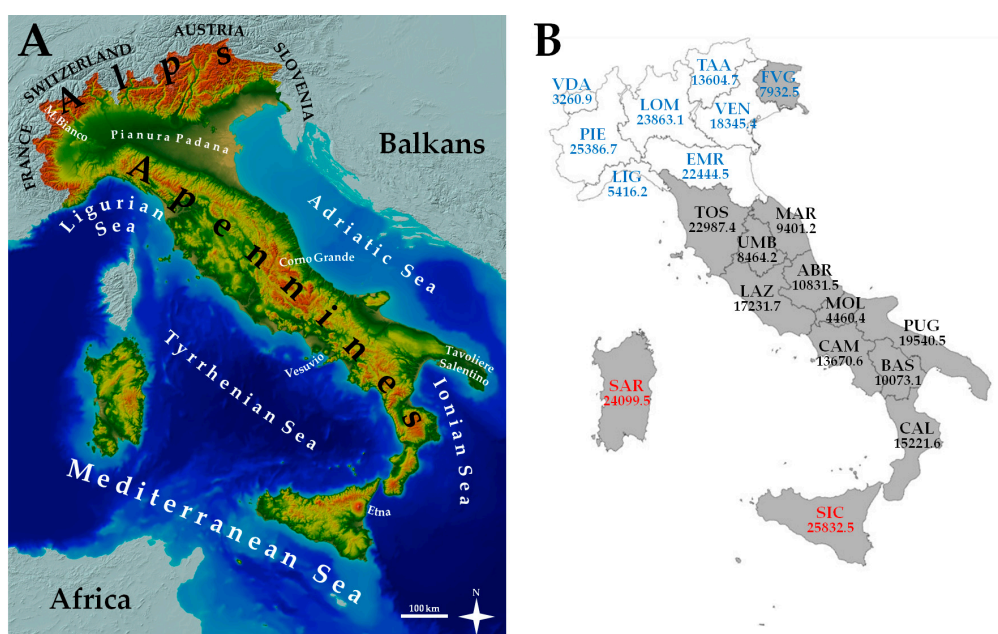 A
AUSTRIA
SWITZERLAND
SLOVENIA
Alps
M. Bianco
FRANCE
Pianura Padana
Balkans
Apennines
Ligurian
Sea
Adriatic Sea
Corno Grande
Tyrrhenian Sea
Vesuvio
Tavoliere
Salentino
Ionian Sea
Mediterranean Sea
Etna
Africa
100 km
N
B
TAA
13604.7
FVG
7932.5
VDA
3260.9
LOM
23863.1
VEN
18345.4
PIE
25386.7
EMR
22444.5
LIG
5416.2
TOS
22987.4
MAR
9401.2
UMB
8464.2
ABR
10831.5
LAZ
17231.7
MOL
4460.4
PUG
19540.5
CAM
13670.6
BAS
10073.1
SAR
24099.5
CAL
15221.6
SIC
25832.5